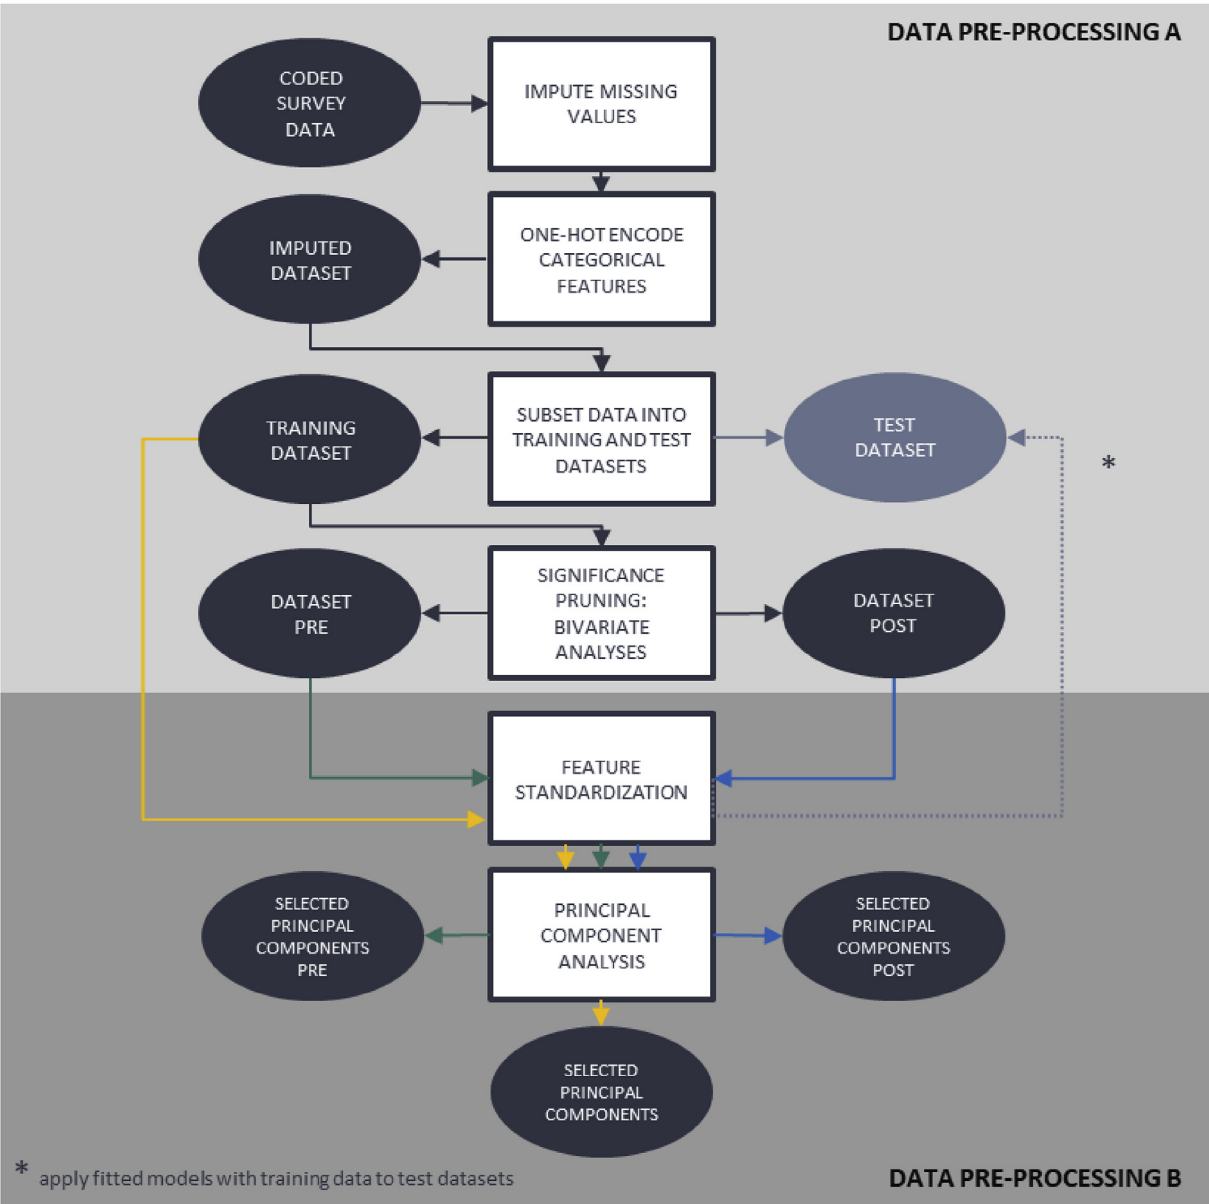 DATA PRE-PROCESSING A
CODED
SURVEY
DATA
IMPUTE MISSING
VALUES
IMPUTED
DATASET
ONE-HOT ENCODE
CATEGORICAL
FEATURES
TRAINING
DATASET
SUBSET DATA INTO
TRAINING AND TEST
DATASETS
TEST
DATASET
*
DATASET
PRE
SIGNIFICANCE
PRUNING:
BIVARIATE
ANALYSES
DATASET
POST
FEATURE
STANDARDIZATION
SELECTED
PRINCIPAL
COMPONENTS
PRE
PRINCIPAL
COMPONENT
ANALYSIS
SELECTED
PRINCIPAL
COMPONENTS
POST
SELECTED
PRINCIPAL
COMPONENTS
* apply fitted models with training data to test datasets
DATA PRE-PROCESSING B